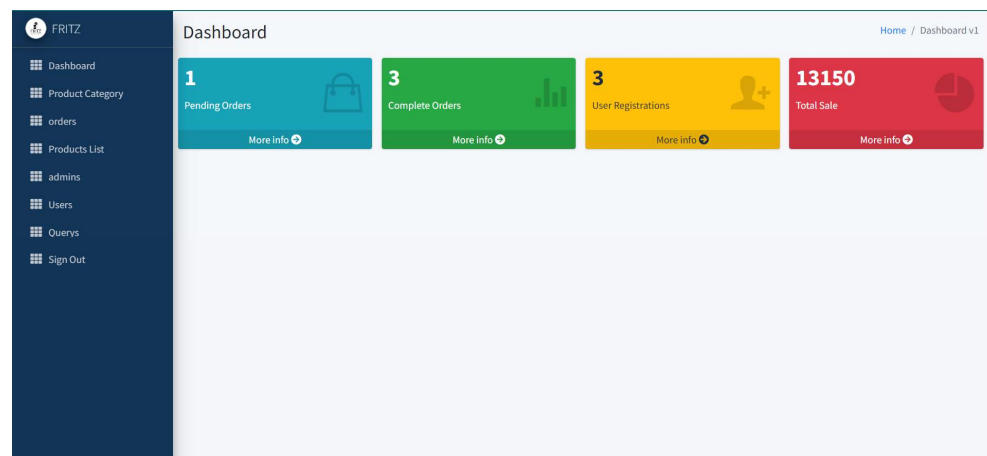 FRITZ
Dashboard
Product Category
orders
Products List
admins
Users
Querys
Sign Out
Dashboard
Home / Dashboard v1
1
Pending Orders
More info
3
Complete Orders
More info
3
User Registrations
More info
13150
Total Sale
More info